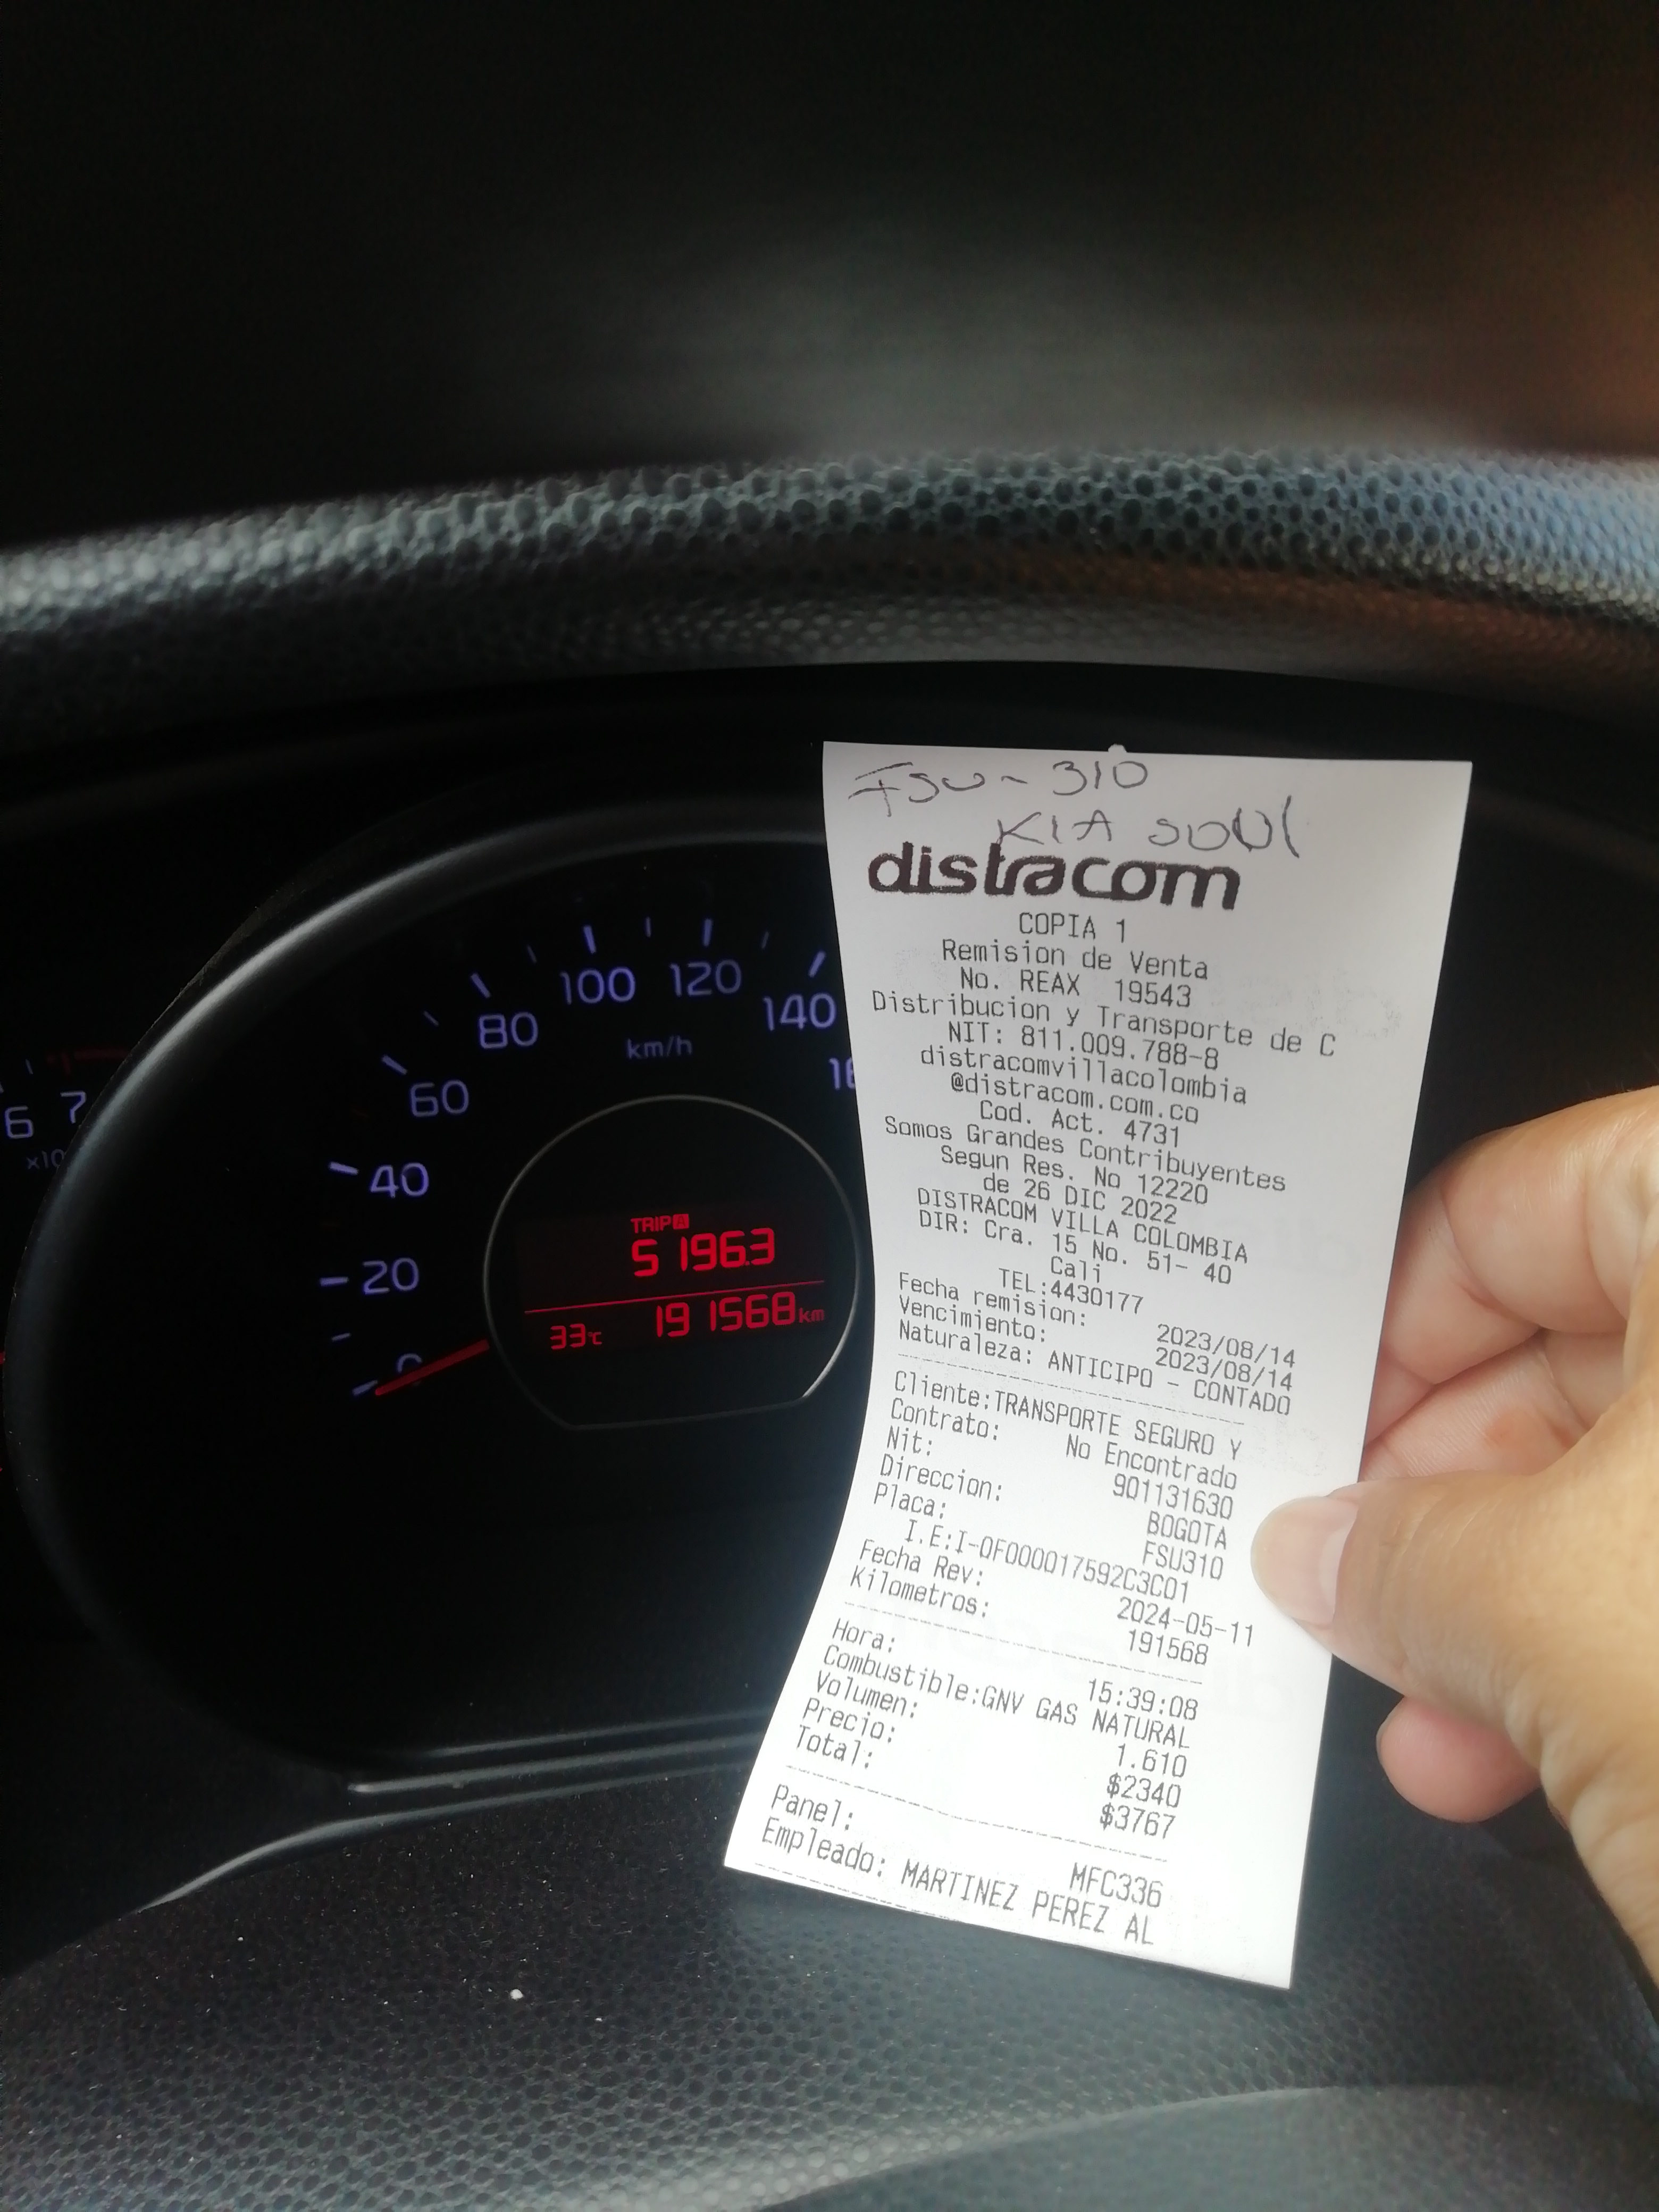 FSU - 310
KIA SOUL
distracom
COPIA 1
Remision de Venta
No. REAX 19543
Distribucion y Transporte de C
NIT: 811.009.788-8
distracomvillacolombia
@distracom.com.co
Cod. Act. 4731
Somos Grandes Contribuyentes
Segun Res. No 12220
de 26 DIC 2022
DISTRACOM VILLA COLOMBIA
DIR: Cra. 15 No. 51- 40
Cali
TEL:4430177
Fecha remision: 2023/08/14
Vencimiento: 2023/08/14
Naturaleza: ANTICIPO - CONTADO
Cliente:TRANSPORTE SEGURO Y
Contrato: No Encontrado
Nit: 901131630
Direccion: BOGOTA
Placa: FSU310
I.E:I-0F000017592C3C01
Fecha Rev: 2024-05-11
Kilometros: 191568
Hora: 15:39:08
Combustible:GNV GAS NATURAL
Volumen: 1.610
Precio: $2340
Total: $3767
Panel: MFC336
Empleado: MARTINEZ PEREZ AL
0
20
40
60
80
100
120
140
km/h
TRIP A
5196.3
33°C 191568 km
6 7